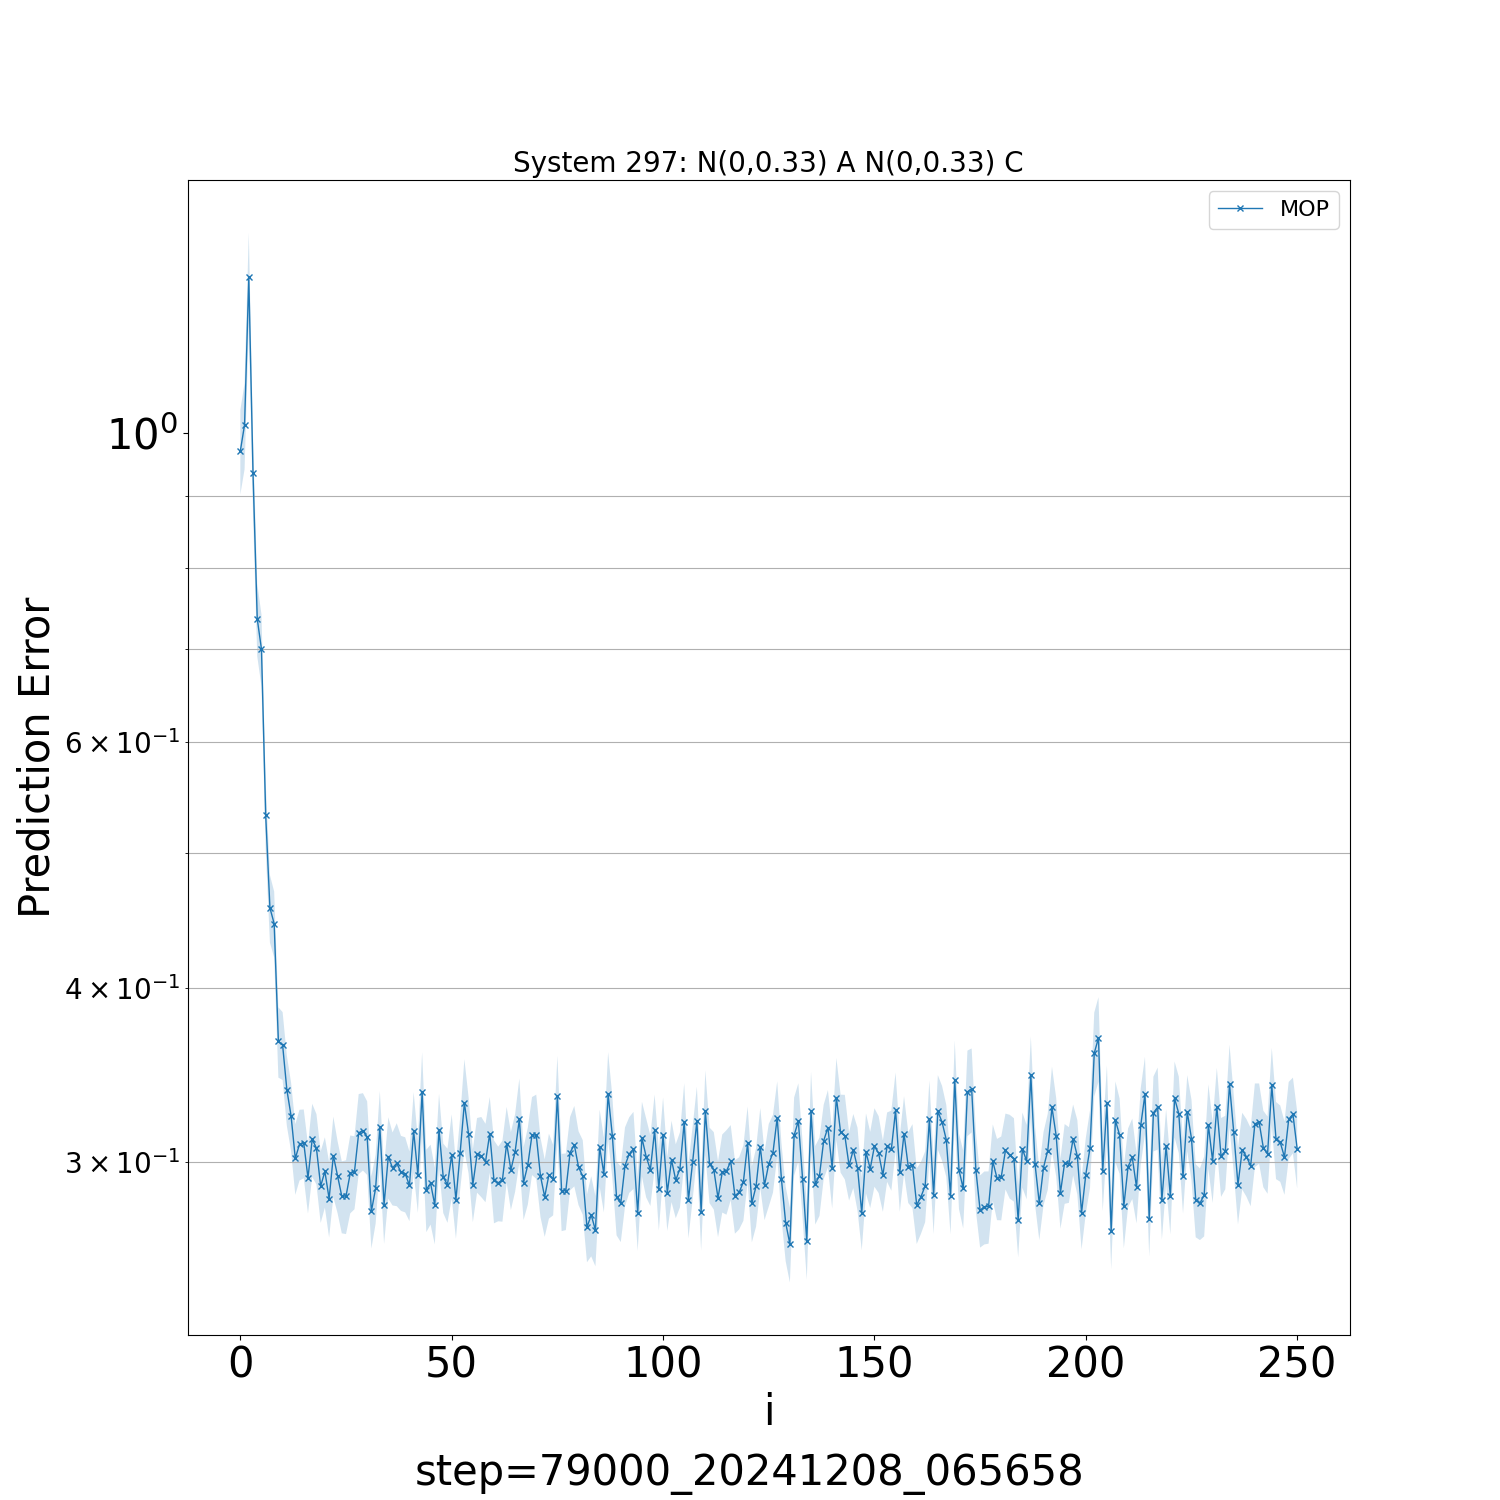 System 297: N(0,0.33) A N(0,0.33) C
MOP
10⁰
6 × 10⁻¹
4 × 10⁻¹
3 × 10⁻¹
Prediction Error
0 50 100 150 200 250
i
step=79000_20241208_065658